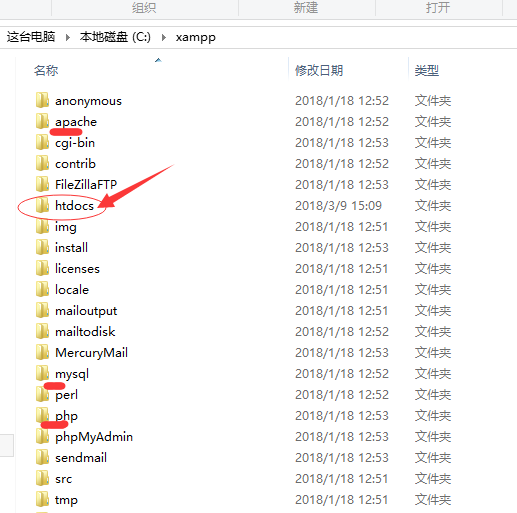 组织 新建 打开
这台电脑 本地磁盘 (C:) xampp
名称 修改日期 类型
anonymous 2018/1/18 12:52 文件夹
apache 2018/1/18 12:52 文件夹
cgi-bin 2018/1/18 12:53 文件夹
contrib 2018/1/18 12:52 文件夹
FileZillaFTP 2018/1/18 12:53 文件夹
htdocs 2018/3/9 15:09 文件夹
img 2018/1/18 12:51 文件夹
install 2018/1/18 12:53 文件夹
licenses 2018/1/18 12:51 文件夹
locale 2018/1/18 12:51 文件夹
mailoutput 2018/1/18 12:51 文件夹
mailtodisk 2018/1/18 12:52 文件夹
MercuryMail 2018/1/18 12:53 文件夹
mysql 2018/1/18 12:52 文件夹
perl 2018/1/18 12:52 文件夹
php 2018/1/18 12:53 文件夹
phpMyAdmin 2018/1/18 12:53 文件夹
sendmail 2018/1/18 12:53 文件夹
src 2018/1/18 12:51 文件夹
tmp 2018/1/18 12:51 文件夹